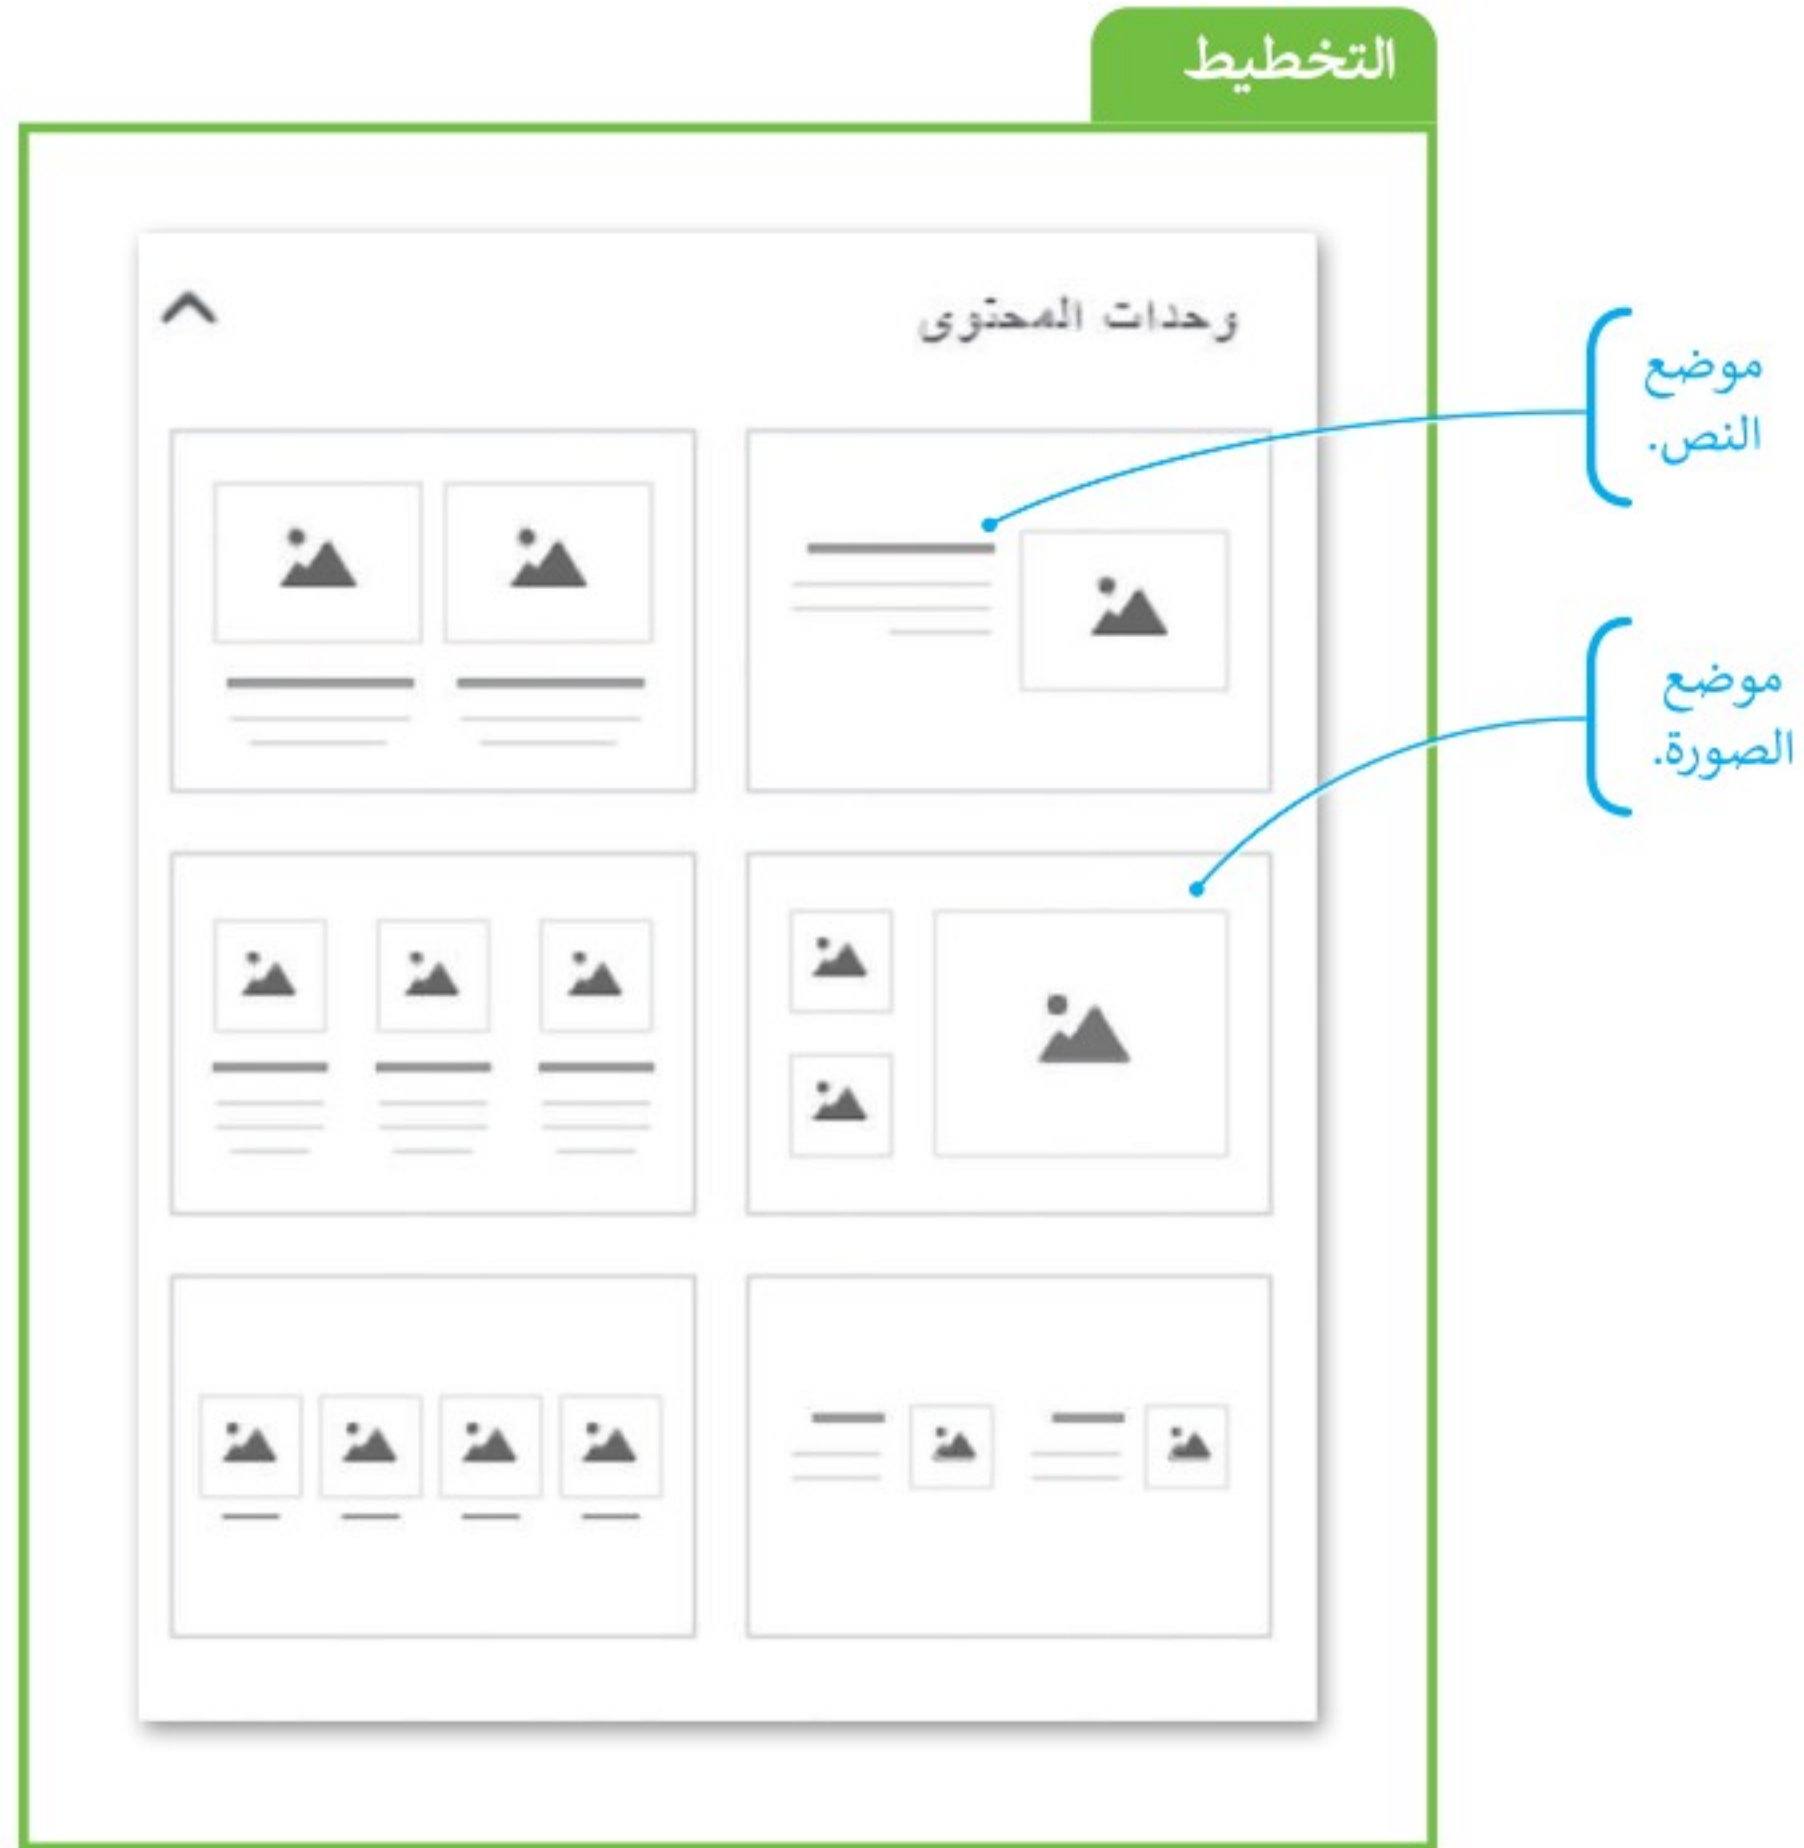 التخطيط
وحدات المحتوى
موضع
النص.
موضع
الصورة.